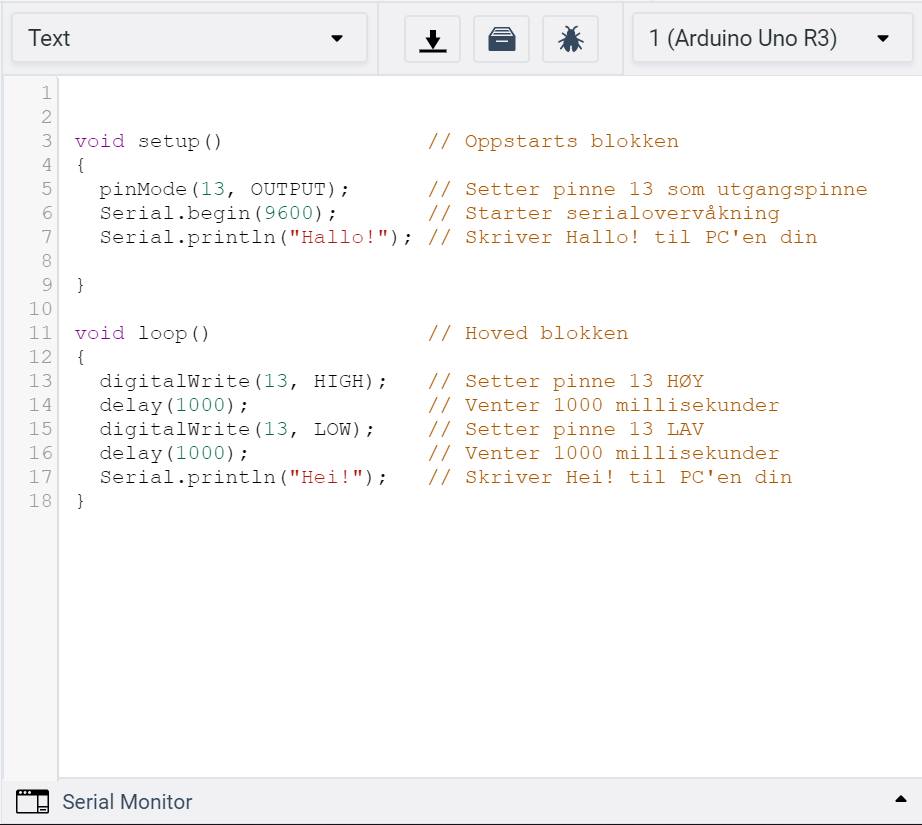 Text 1 (Arduino Uno R3)
1
2
3 void setup() // Oppstarts blokken
4 {
5 pinMode(13, OUTPUT); // Setter pinne 13 som utgangspinne
6 Serial.begin(9600); // Starter serialovervåkning
7 Serial.println("Hallo!"); // Skriver Hallo! til PC'en din
8
9 }
10
11 void loop() // Hoved blokken
12 {
13 digitalWrite(13, HIGH); // Setter pinne 13 HØY
14 delay(1000); // Venter 1000 millisekunder
15 digitalWrite(13, LOW); // Setter pinne 13 LAV
16 delay(1000); // Venter 1000 millisekunder
17 Serial.println("Hei!"); // Skriver Hei! til PC'en din
18 }
Serial Monitor